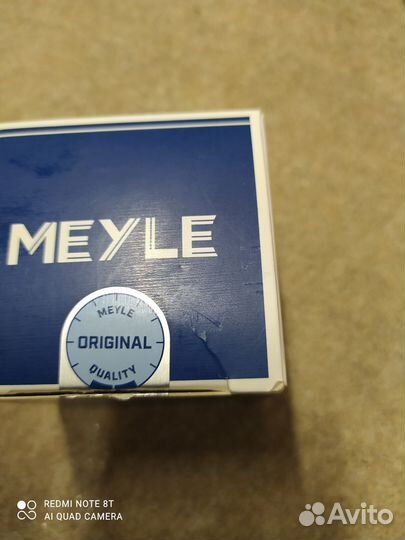 MEYLE
MEYLE
ORIGINAL
QUALITY
REDMI NOTE 8T
AI QUAD CAMERA
Avito